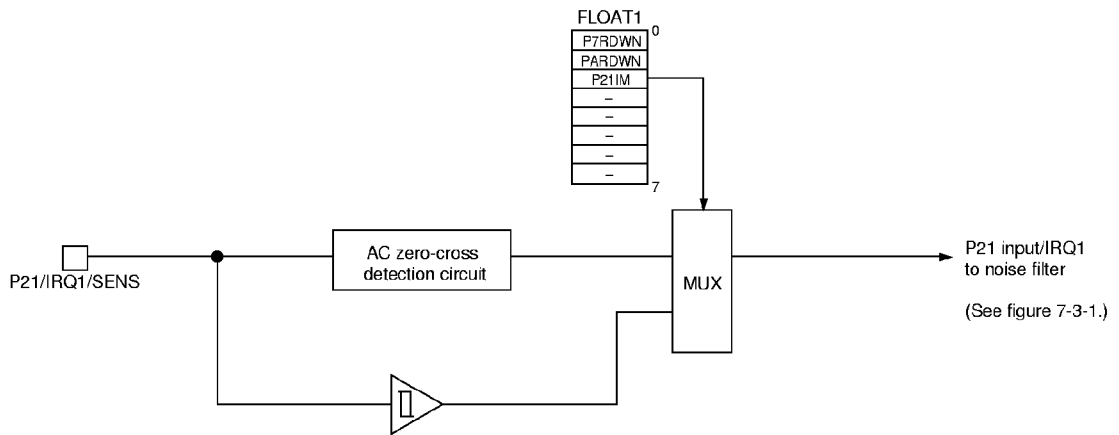 FLOAT1
0
P7RDWN
PARDWN
P21IM
–
–
–
–
–
7
AC zero-cross
detection circuit
P21/IRQ1/SENS
MUX
P21 input/IRQ1
to noise filter
(See figure 7-3-1.)